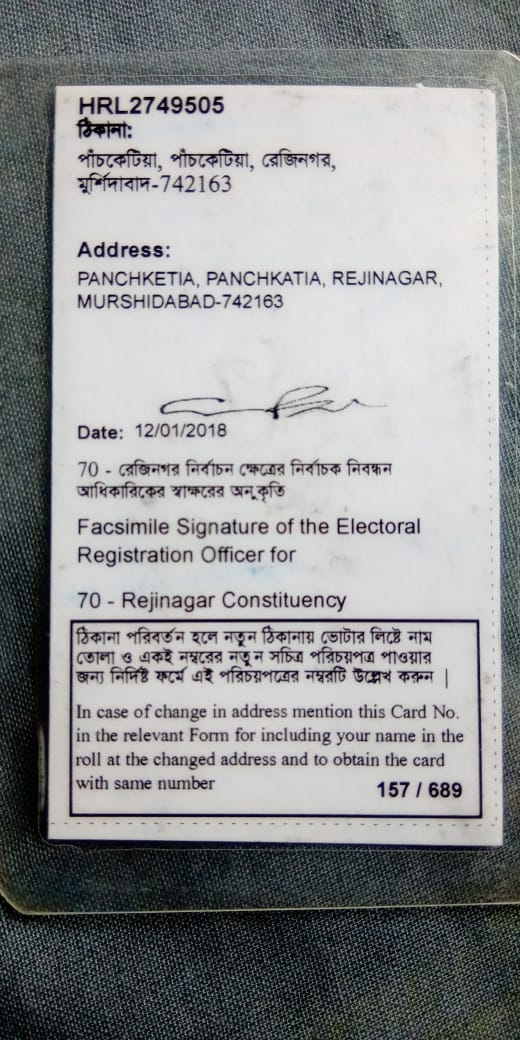 HRL2749505
ঠিকানা:
পাঁচকেটিয়া, পাঁচকেটিয়া, রেজিনগর,
মুর্শিদাবাদ-742163
Address:
PANCHKETIA, PANCHKATIA, REJINAGAR,
MURSHIDABAD-742163
Date: 12/01/2018
70 - রেজিনগর নির্বাচন ক্ষেত্রের নির্বাচক নিবন্ধন
আধিকারিকের স্বাক্ষরের অনুকৃতি
Facsimile Signature of the Electoral
Registration Officer for
70 - Rejinagar Constituency
ঠিকানা পরিবর্তন হলে নতুন ঠিকানায় ভোটার লিষ্টে নাম
তোলা ও একই নম্বরের নতুন সচিত্র পরিচয়পত্র পাওয়ার
জন্য নির্দিষ্ট ফর্মে এই পরিচয়পত্রের নম্বরটি উল্লেখ করুন |
In case of change in address mention this Card No.
in the relevant Form for including your name in the
roll at the changed address and to obtain the card
with same number
157 / 689